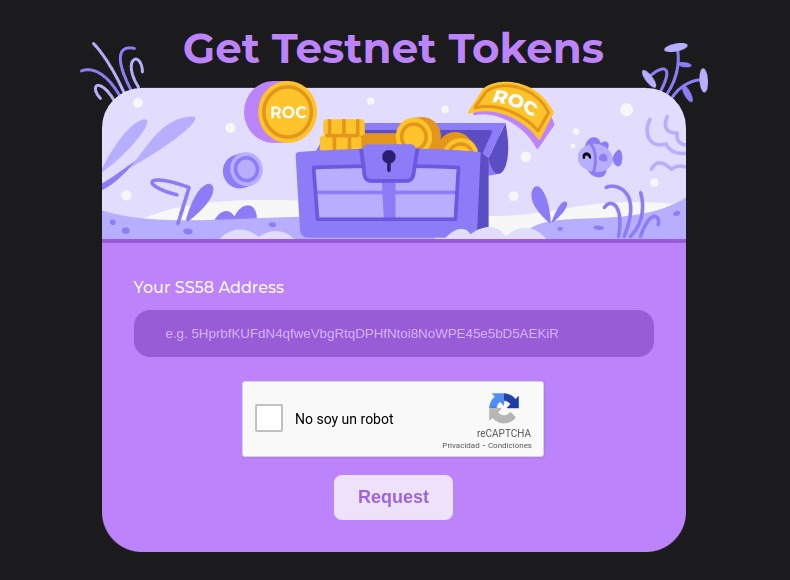 Get Testnet Tokens
ROC
ROC
Your SS58 Address
e.g. 5HprbfKUFdN4qfweVbgRtqDPHfNtoi8NoWPE45e5bD5AEKiR
No soy un robot
reCAPTCHA
Privacidad - Condiciones
Request